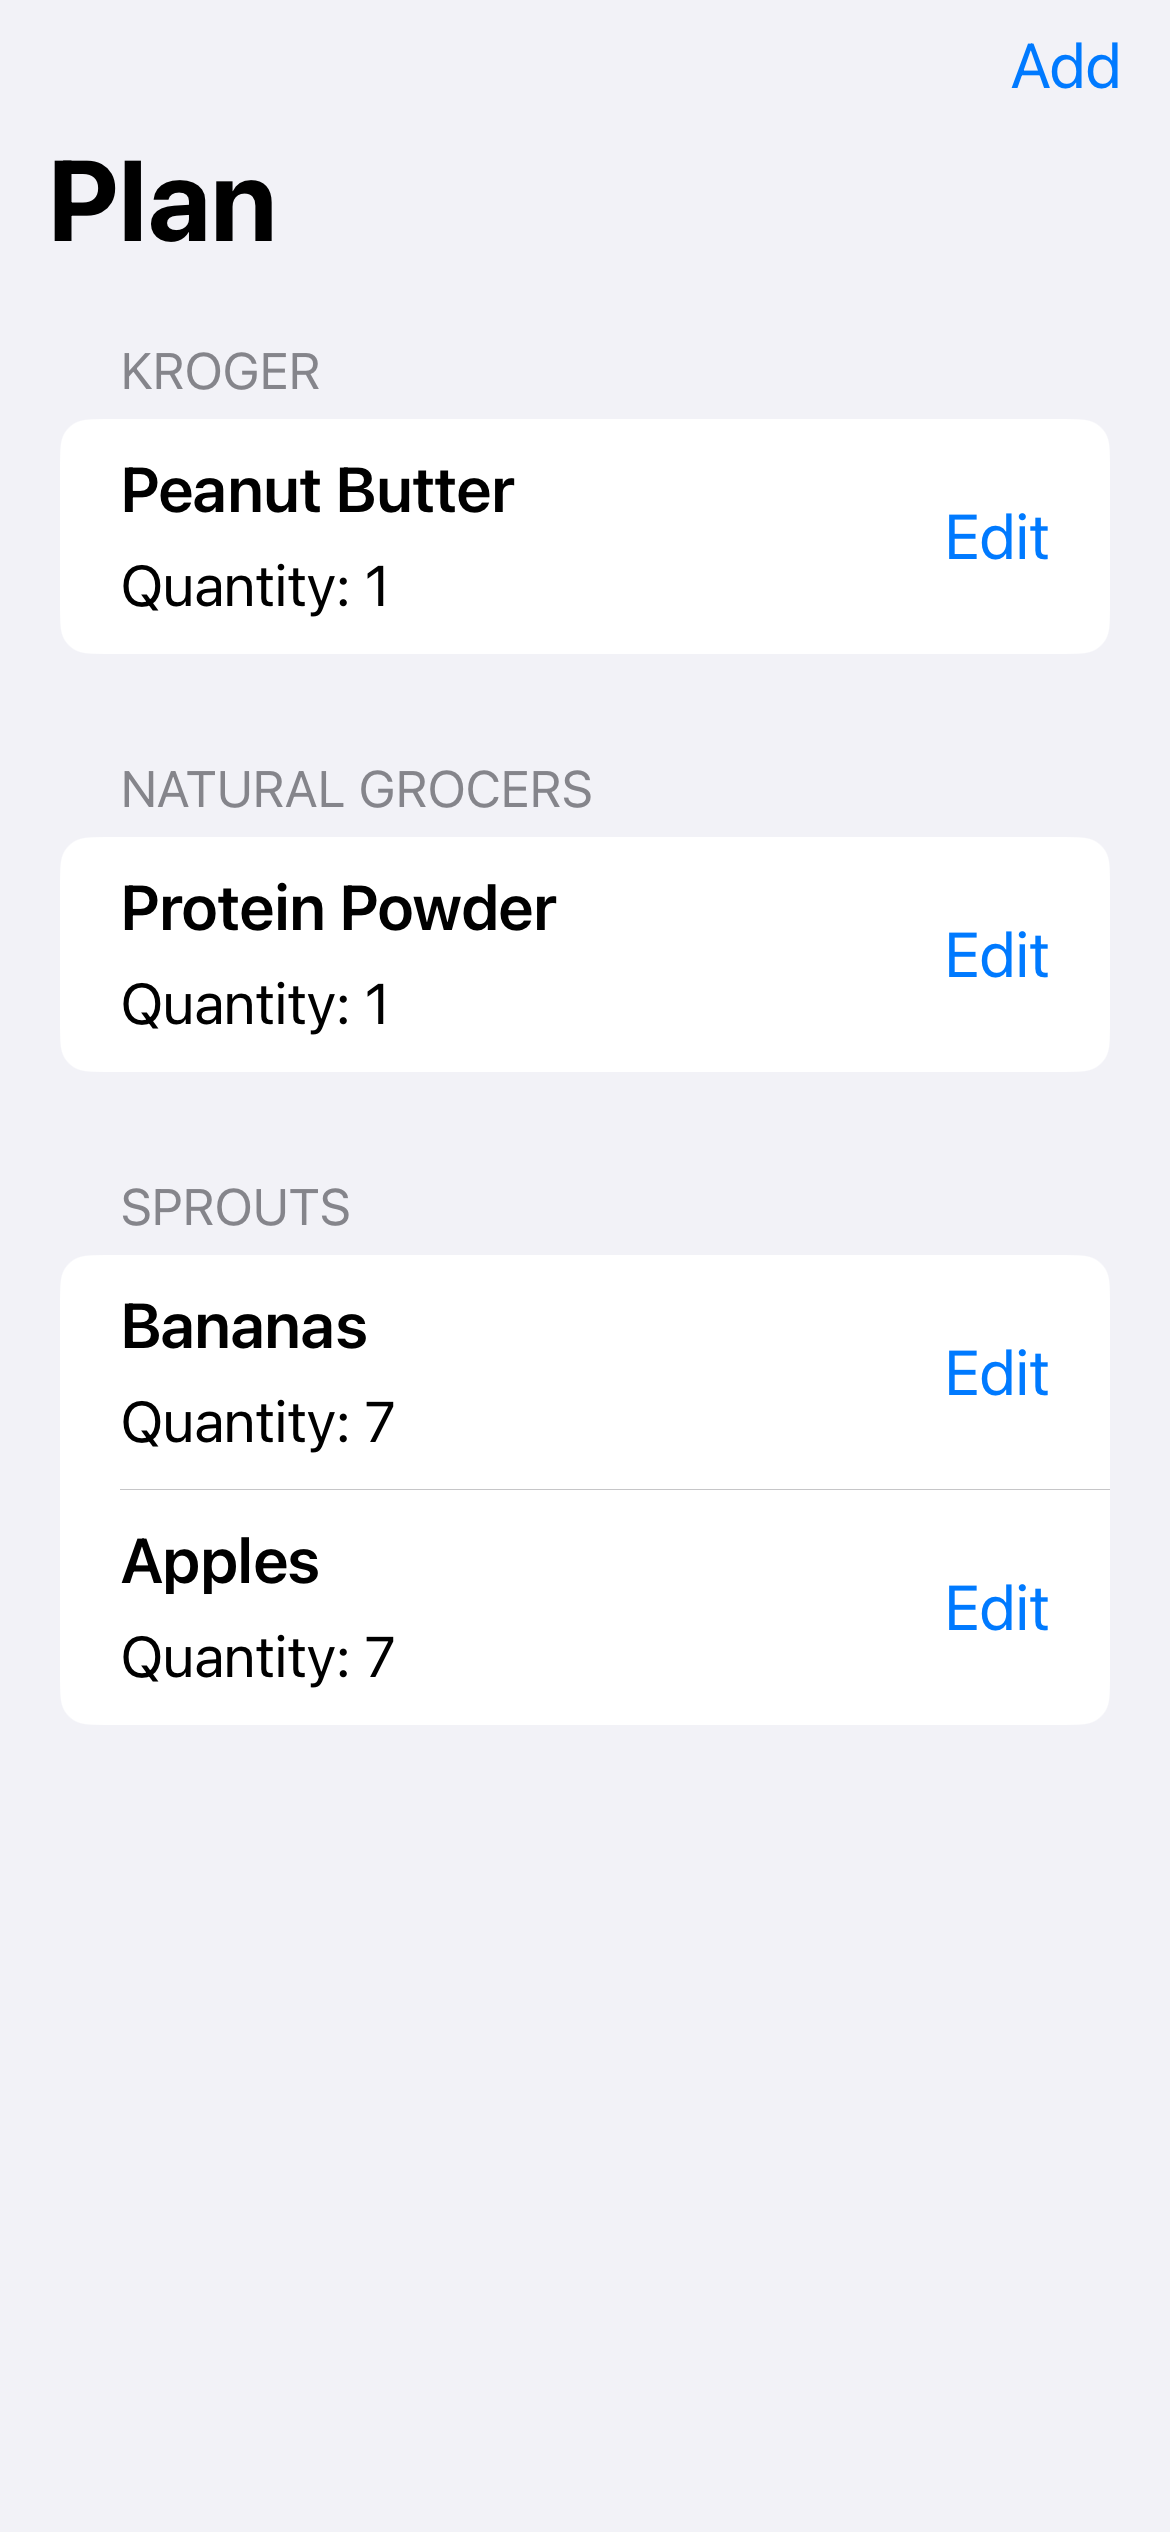 Add
Plan
KROGER
Peanut Butter
Edit
Quantity: 1
NATURAL GROCERS
Protein Powder
Edit
Quantity: 1
SPROUTS
Bananas
Edit
Quantity: 7
Apples
Edit
Quantity: 7